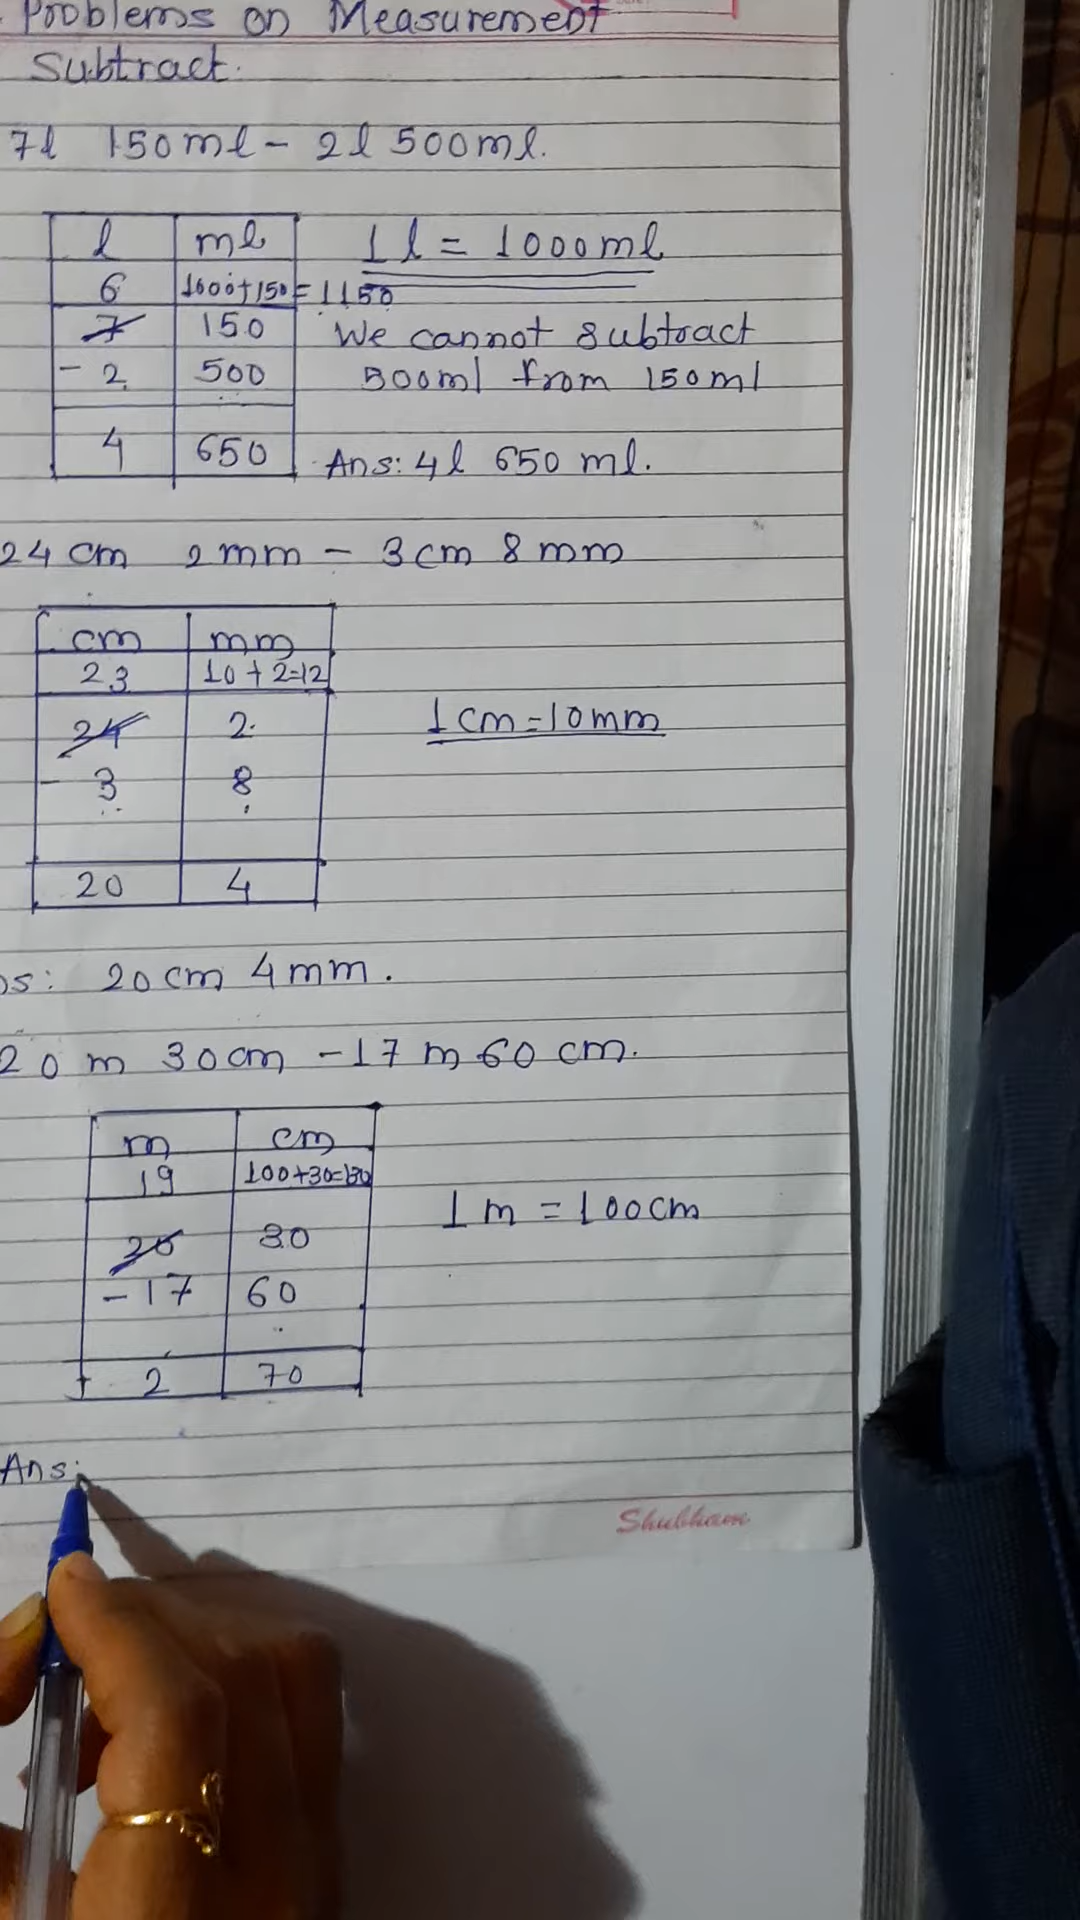 Problems on Measurement
Subtract.
7l 150ml - 2l 500ml.
l ml 1l = 1000ml
6 1000+150 = 1150
7 150 We cannot subtract
- 2 500 500ml from 150ml
4 650 Ans: 4l 650 ml.
24 cm 2mm - 3cm 8mm
cm mm
23 10+2=12
24 2 1cm=10mm
- 3 8
20 4
ns: 20cm 4mm.
20 m 30cm - 17 m 60 cm.
m cm
19 100+30=130
20 30 1m = 100cm
- 17 60
2 70
Ans:
Shubham